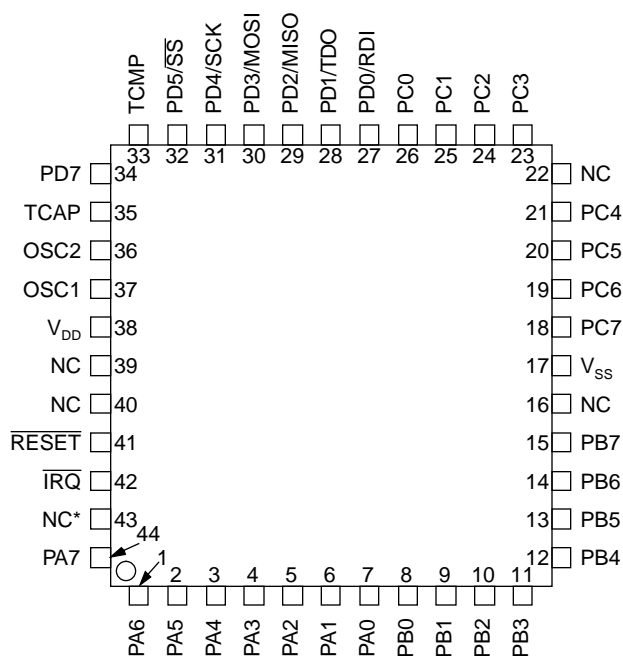 TCMP
PD5/SS
PD4/SCK
PD3/MOSI
PD2/MISO
PD1/TDO
PD0/RDI
PC0
PC1
PC2
PC3
33 32 31 30 29 28 27 26 25 24 23
PD7 34
TCAP 35
OSC2 36
OSC1 37
VDD 38
NC 39
NC 40
RESET 41
IRQ 42
NC* 43
PA7 44
22 NC
21 PC4
20 PC5
19 PC6
18 PC7
17 VSS
16 NC
15 PB7
14 PB6
13 PB5
12 PB4
1 2 3 4 5 6 7 8 9 10 11
PA6
PA5
PA4
PA3
PA2
PA1
PA0
PB0
PB1
PB2
PB3